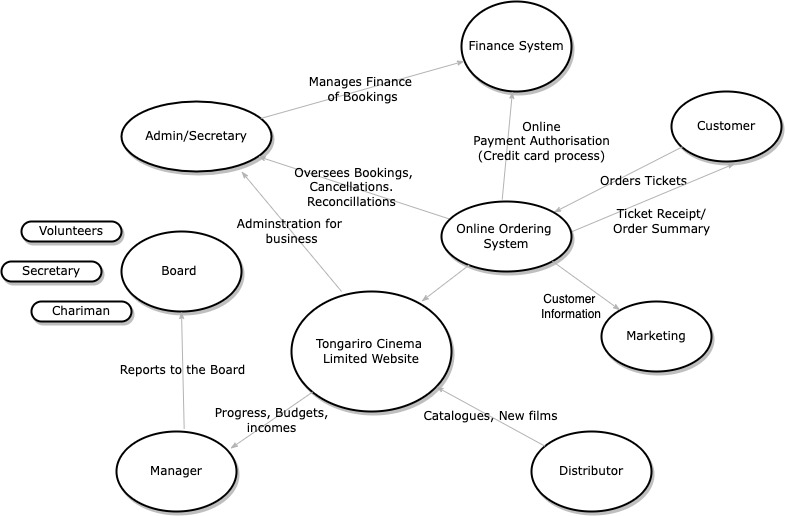 Finance System
Manages Finance
of Bookings
Admin/Secretary
Online
Payment Authorisation
(Credit card process)
Customer
Oversees Bookings,
Cancellations.
Reconcillations
Orders Tickets
Ticket Receipt/
Order Summary
Adminstration for
business
Online Ordering
System
Volunteers
Secretary
Chariman
Board
Customer
Information
Marketing
Tongariro Cinema
Limited Website
Reports to the Board
Progress, Budgets,
incomes
Catalogues, New films
Manager
Distributor